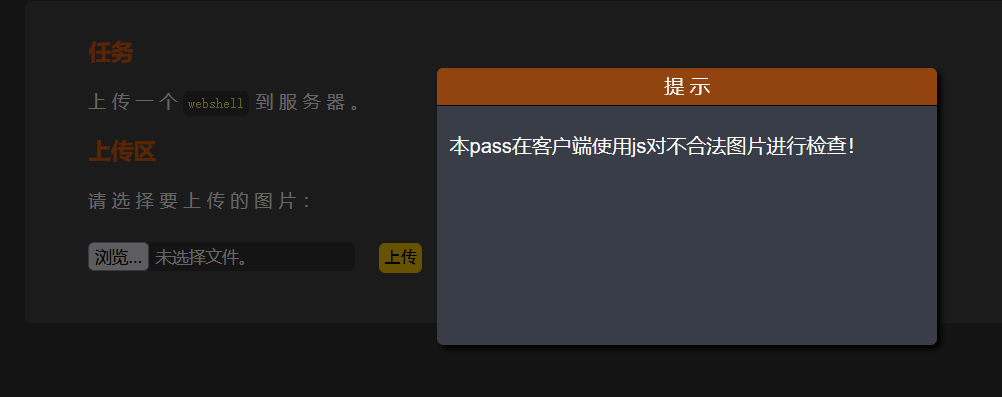 任务
上传一个 webshell 到服务器。
上传区
请选择要上传的图片：
浏览... 未选择文件。 上传
提示
本pass在客户端使用js对不合法图片进行检查！